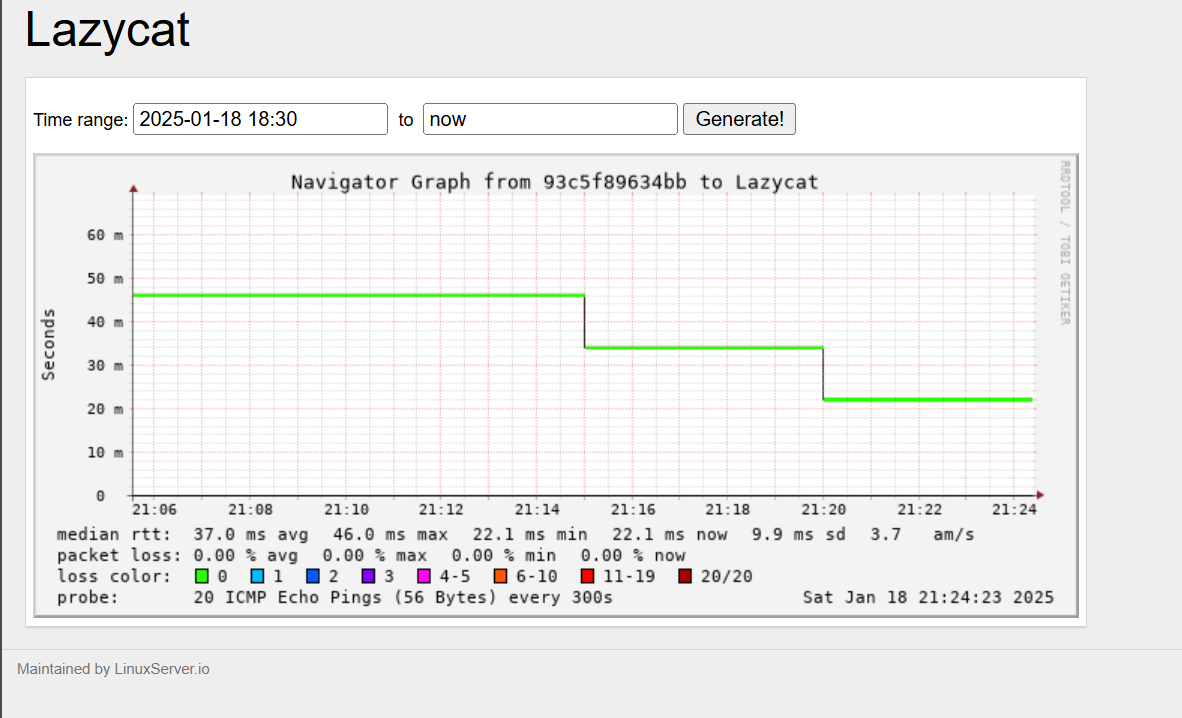 Lazycat
Time range: 2025-01-18 18:30 to now Generate!
Navigator Graph from 93c5f89634bb to Lazycat
RRDTOOL / TOBI OETIKER
Seconds
60 m
50 m
40 m
30 m
20 m
10 m
0
21:06 21:08 21:10 21:12 21:14 21:16 21:18 21:20 21:22 21:24
median rtt: 37.0 ms avg 46.0 ms max 22.1 ms min 22.1 ms now 9.9 ms sd 3.7 am/s
packet loss: 0.00 % avg 0.00 % max 0.00 % min 0.00 % now
loss color: 0 1 2 3 4-5 6-10 11-19 20/20
probe: 20 ICMP Echo Pings (56 Bytes) every 300s Sat Jan 18 21:24:23 2025
Maintained by LinuxServer.io